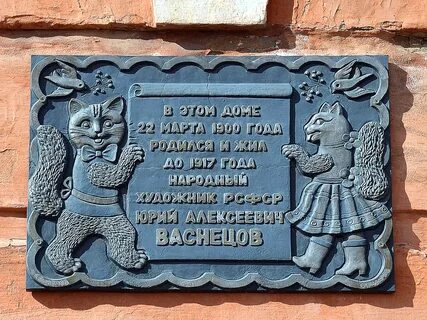 В ЭТОМ ДОМЕ
22 МАРТА 1900 ГОДА
РОДИЛСЯ И ЖИЛ
ДО 1917 ГОДА
НАРОДНЫЙ
ХУДОЖНИК РСФСР
ЮРИЙ АЛЕКСЕЕВИЧ
ВАСНЕЦОВ